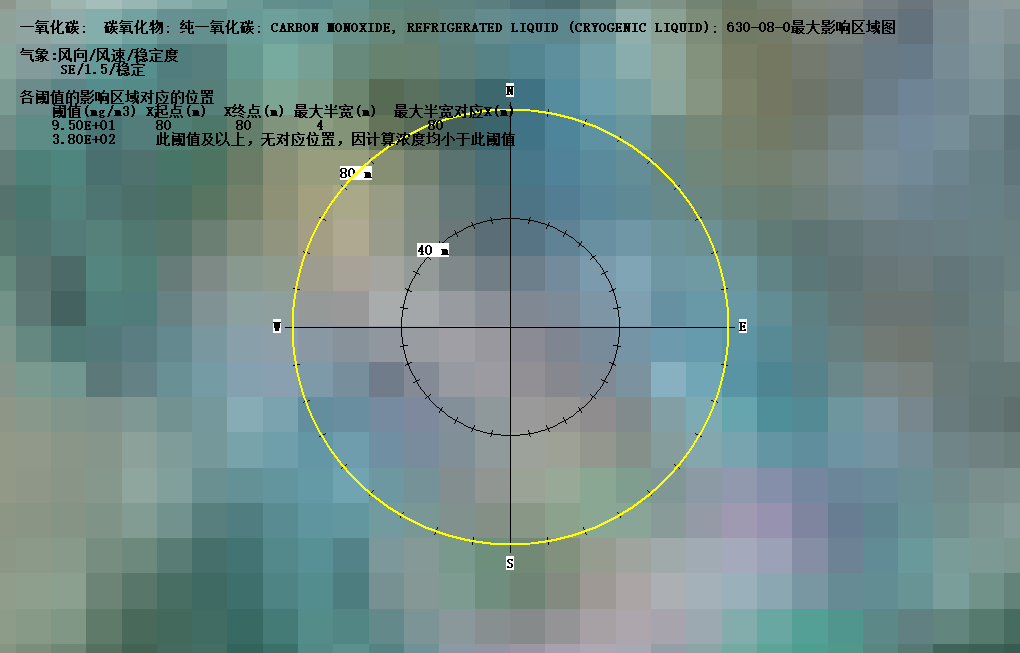 一氧化碳: 碳氧化物: 纯一氧化碳: CARBON MONOXIDE, REFRIGERATED LIQUID (CRYOGENIC LIQUID): 630-08-0最大影响区域图
气象:风向/风速/稳定度
SE/1.5/稳定
各阈值的影响区域对应的位置
阈值(mg/m3) X起点(m) X终点(m) 最大半宽(m) 最大半宽对应X(m)
9.50E+01 80 80 4 80
3.80E+02 此阈值及以上，无对应位置，因计算浓度均小于此阈值
N
80 m
40 m
W
E
S